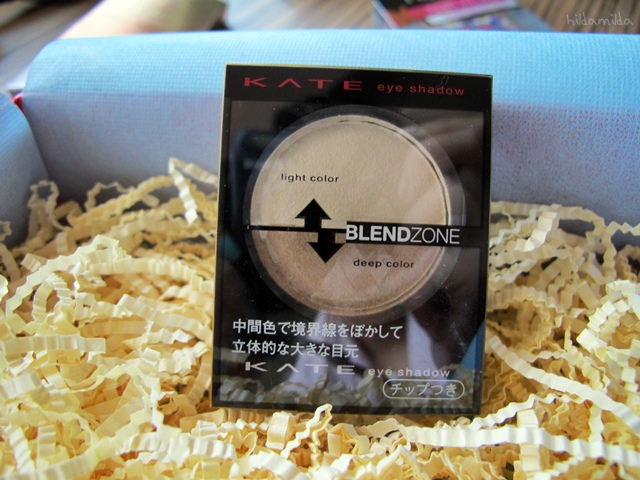 hildamilda
KATE eye shadow
light color
BLENDZONE
deep color
中間色で境界線をぼかして
立体的な大きな目元
KATE eye shadow
チップつき